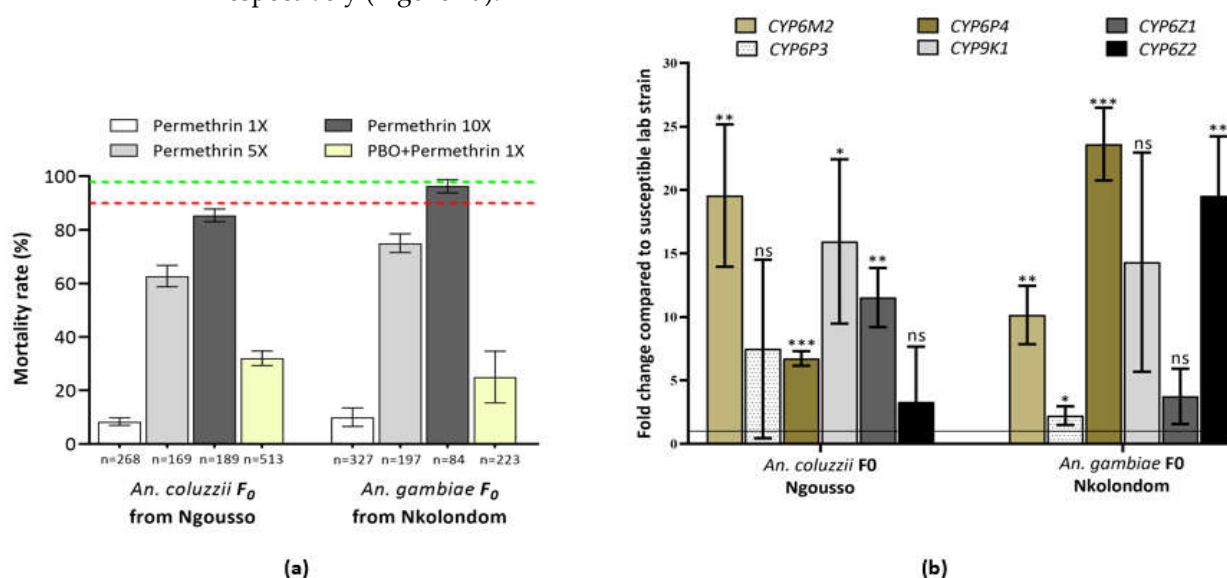 respectively (Figure 1b).
Permethrin 1X
Permethrin 10X
Permethrin 5X
PBO+Permethrin 1X
Mortality rate (%)
100
80
60
40
20
0
n=268 n=169 n=189 n=513
n=327 n=197 n=84 n=223
An. coluzzii F0
from Ngousso
An. gambiae F0
from Nkolondom
(a)
CYP6M2
CYP6P4
CYP6Z1
CYP6P3
CYP9K1
CYP6Z2
Fold change compared to susceptible lab strain
30
25
20
15
10
5
0
** ns *** * ** ns
** * *** ns ns **
An. coluzzii F0
Ngousso
An. gambiae F0
Nkolondom
(b)